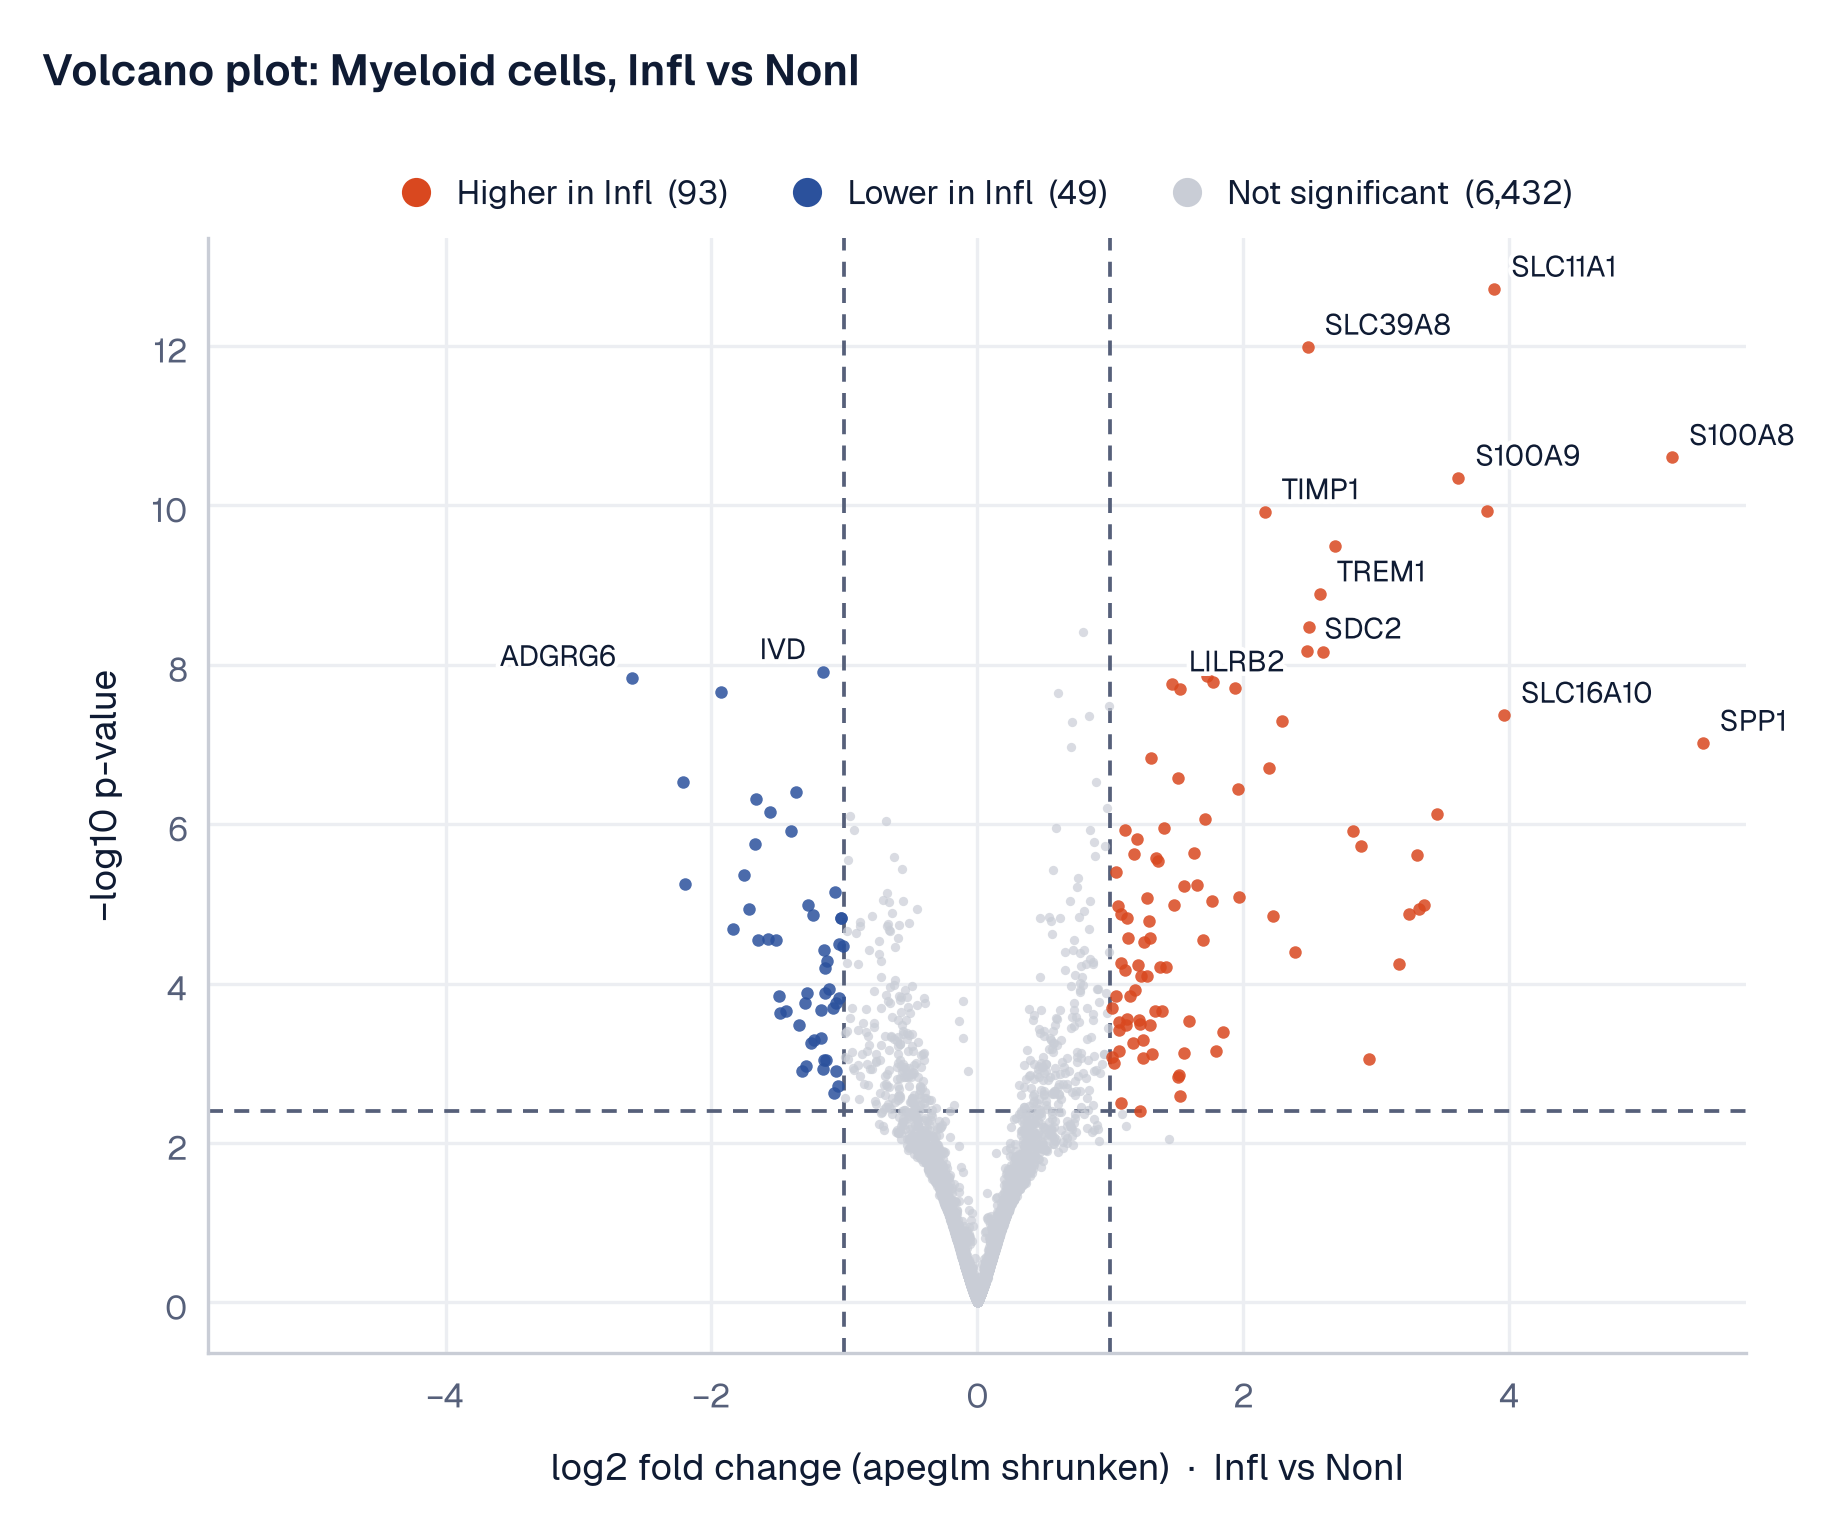 Volcano plot: Myeloid cells, Infl vs NonI
Higher in Infl (93)
Lower in Infl (49)
Not significant (6,432)
SLC11A1
SLC39A8
12
S100A8
S100A9
TIMP1
10
TREM1
SDC2
IVD
ADGRG6
LILRB2
8
SLC16A10
SPP1
−log10 p-value
6
4
2
0
−4
−2
0
2
4
log2 fold change (apeglm shrunken) · Infl vs NonI